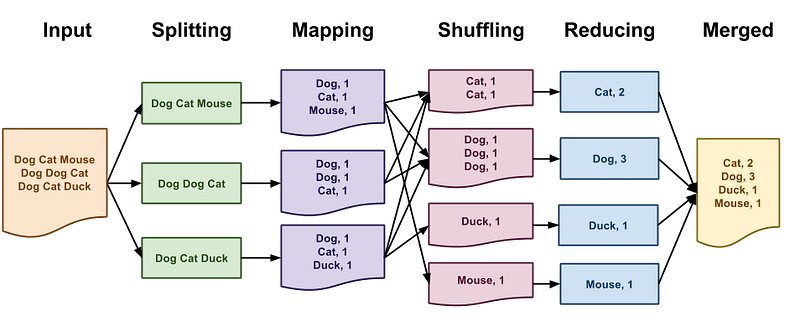 Input
Splitting
Mapping
Shuffling
Reducing
Merged
Dog Cat Mouse
Dog Dog Cat
Dog Cat Duck
Dog Cat Mouse
Dog Dog Cat
Dog Cat Duck
Dog, 1
Cat, 1
Mouse, 1
Dog, 1
Dog, 1
Cat, 1
Dog, 1
Cat, 1
Duck, 1
Cat, 1
Cat, 1
Dog, 1
Dog, 1
Dog, 1
Duck, 1
Mouse, 1
Cat, 2
Dog, 3
Duck, 1
Mouse, 1
Cat, 2
Dog, 3
Duck, 1
Mouse, 1